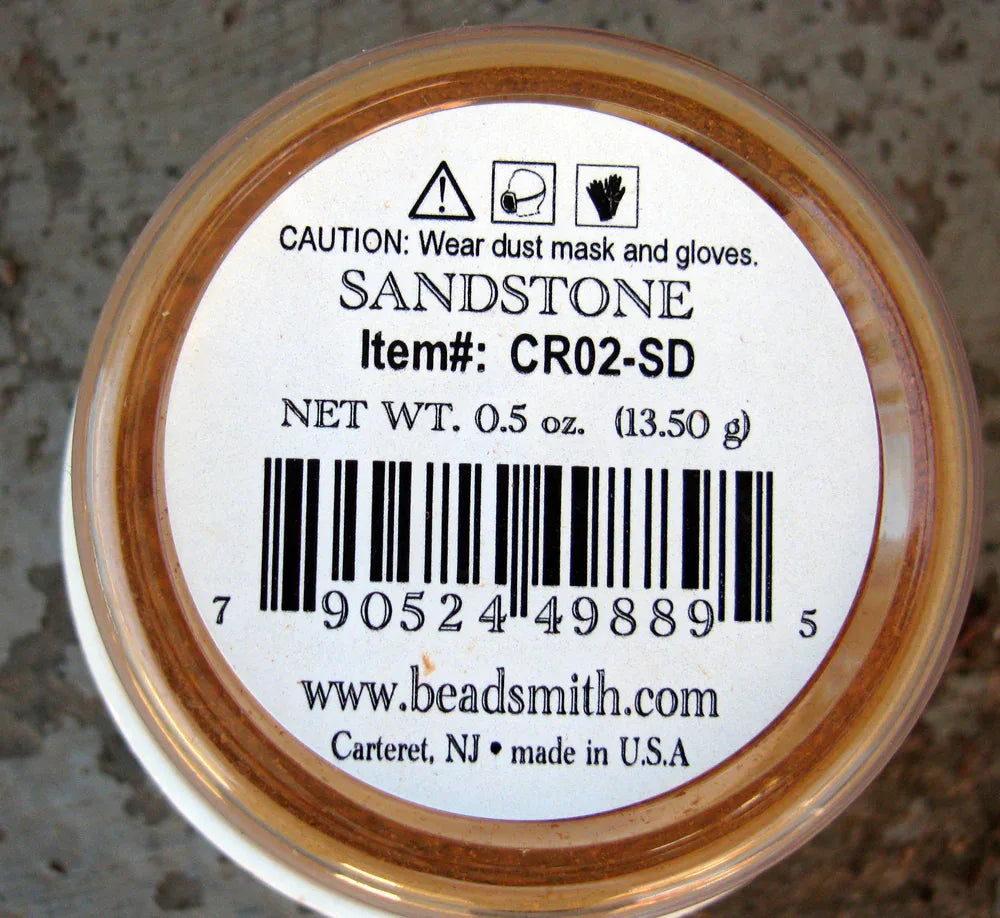 CAUTION: Wear dust mask and gloves.
SANDSTONE
Item#: CR02-SD
NET WT. 0.5 oz. (13.50 g)
7 90524 49889 5
www.beadsmith.com
Carteret, NJ • made in U.S.A